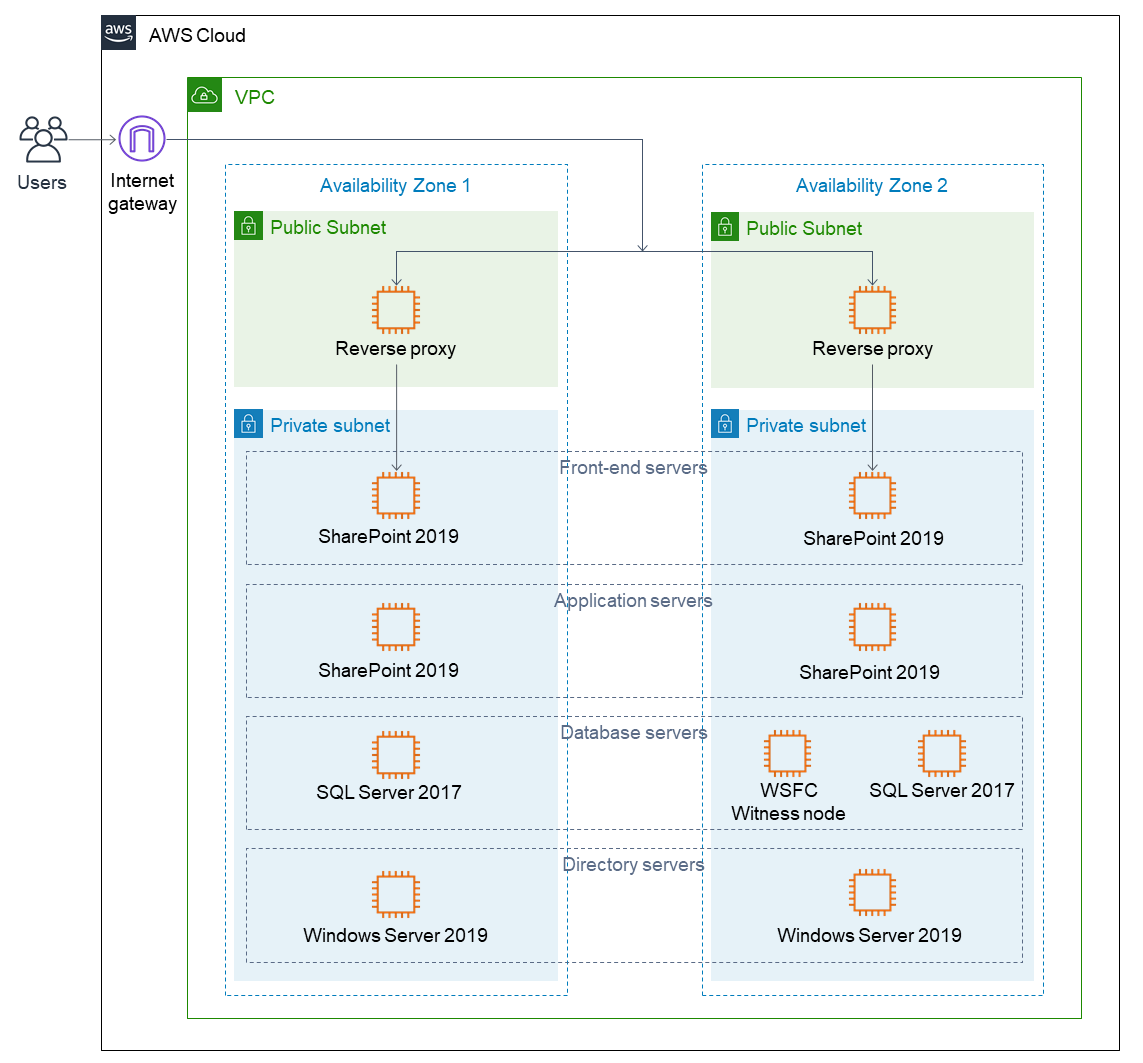 aws
AWS Cloud
VPC
Users
Internet
gateway
Availability Zone 1
Availability Zone 2
Public Subnet
Public Subnet
Reverse proxy
Reverse proxy
Private subnet
Private subnet
Front-end servers
SharePoint 2019
SharePoint 2019
Application servers
SharePoint 2019
SharePoint 2019
Database servers
SQL Server 2017
WSFC
Witness node
SQL Server 2017
Directory servers
Windows Server 2019
Windows Server 2019